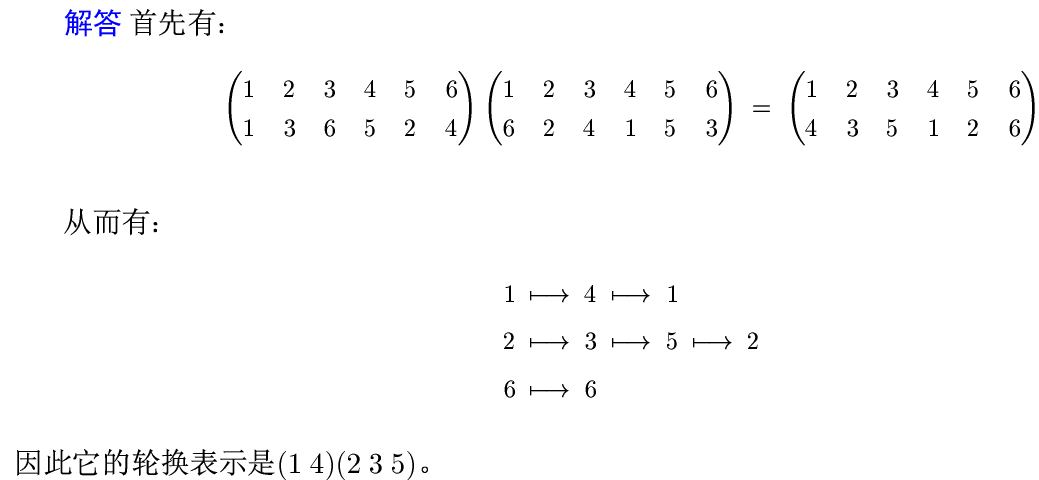 解答 首先有：
(1 2 3 4 5 6) (1 2 3 4 5 6) = (1 2 3 4 5 6)
(1 3 6 5 2 4) (6 2 4 1 5 3) (4 3 5 1 2 6)
从而有：
1 ⟼ 4 ⟼ 1
2 ⟼ 3 ⟼ 5 ⟼ 2
6 ⟼ 6
因此它的轮换表示是(1 4)(2 3 5)。